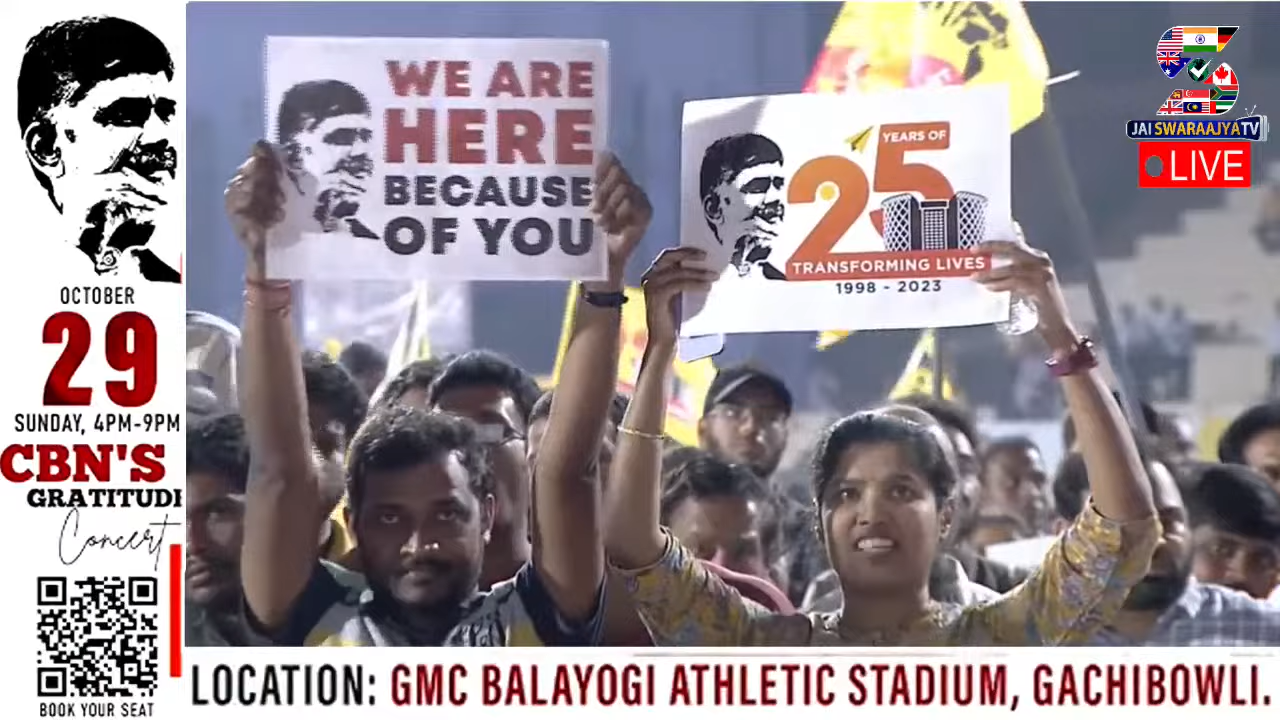 OCTOBER
29
SUNDAY, 4PM-9PM
CBN'S
GRATITUDE
Concert
BOOK YOUR SEAT
WE ARE
HERE
BECAUSE
OF YOU
YEARS OF
25
TRANSFORMING LIVES
1998 - 2023
JAI SWARAAJYA TV
LIVE
LOCATION: GMC BALAYOGI ATHLETIC STADIUM, GACHIBOWLI.